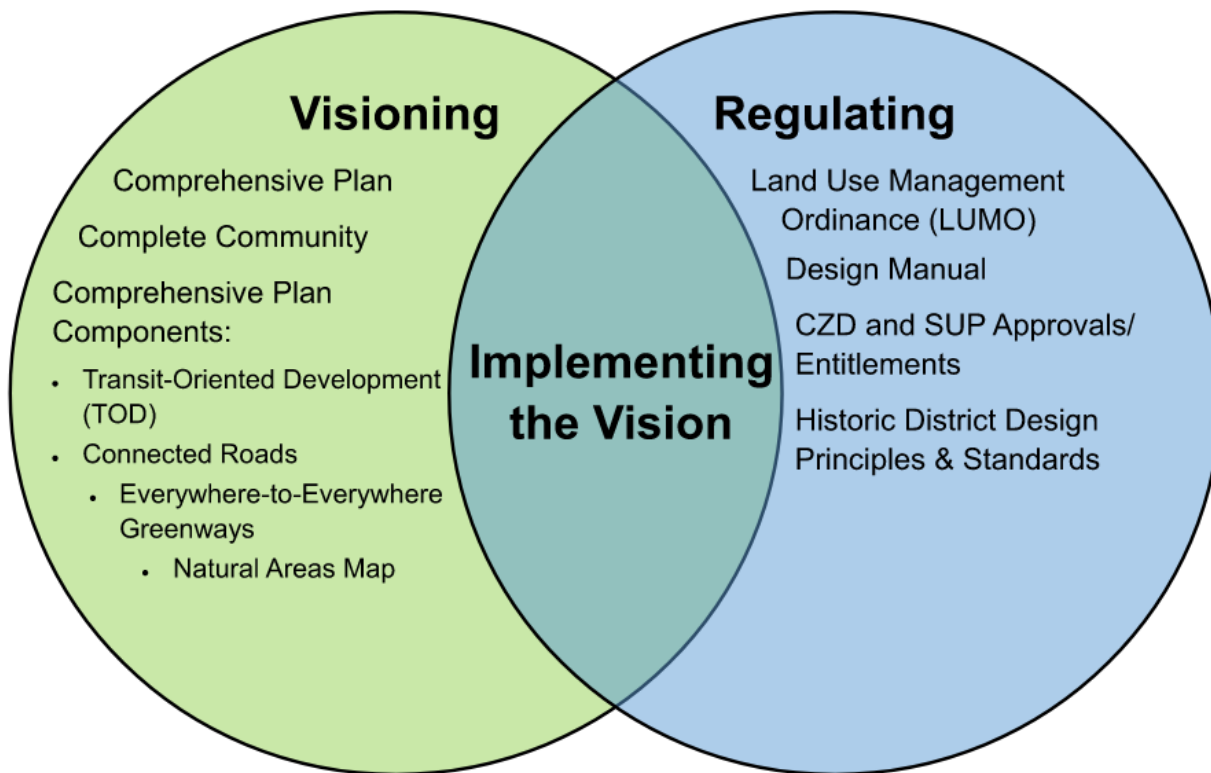 Visioning
Comprehensive Plan
Complete Community
Comprehensive Plan
Components:
• Transit-Oriented Development
(TOD)
• Connected Roads
• Everywhere-to-Everywhere
Greenways
• Natural Areas Map
Implementing
the Vision
Regulating
Land Use Management
Ordinance (LUMO)
Design Manual
CZD and SUP Approvals/
Entitlements
Historic District Design
Principles & Standards